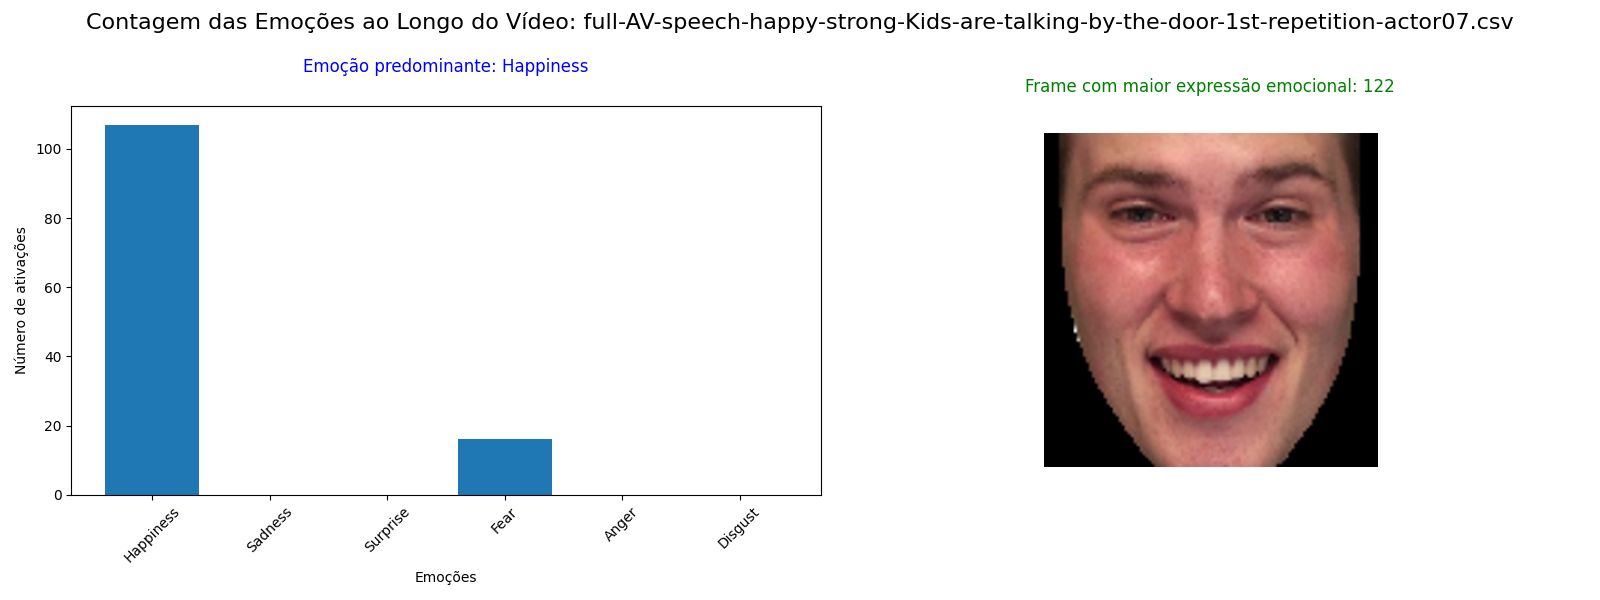 Contagem das Emoções ao Longo do Vídeo: full-AV-speech-happy-strong-Kids-are-talking-by-the-door-1st-repetition-actor07.csv
Emoção predominante: Happiness
Frame com maior expressão emocional: 122
Número de ativações
100
80
60
40
20
0
Happiness
Sadness
Surprise
Fear
Anger
Disgust
Emoções